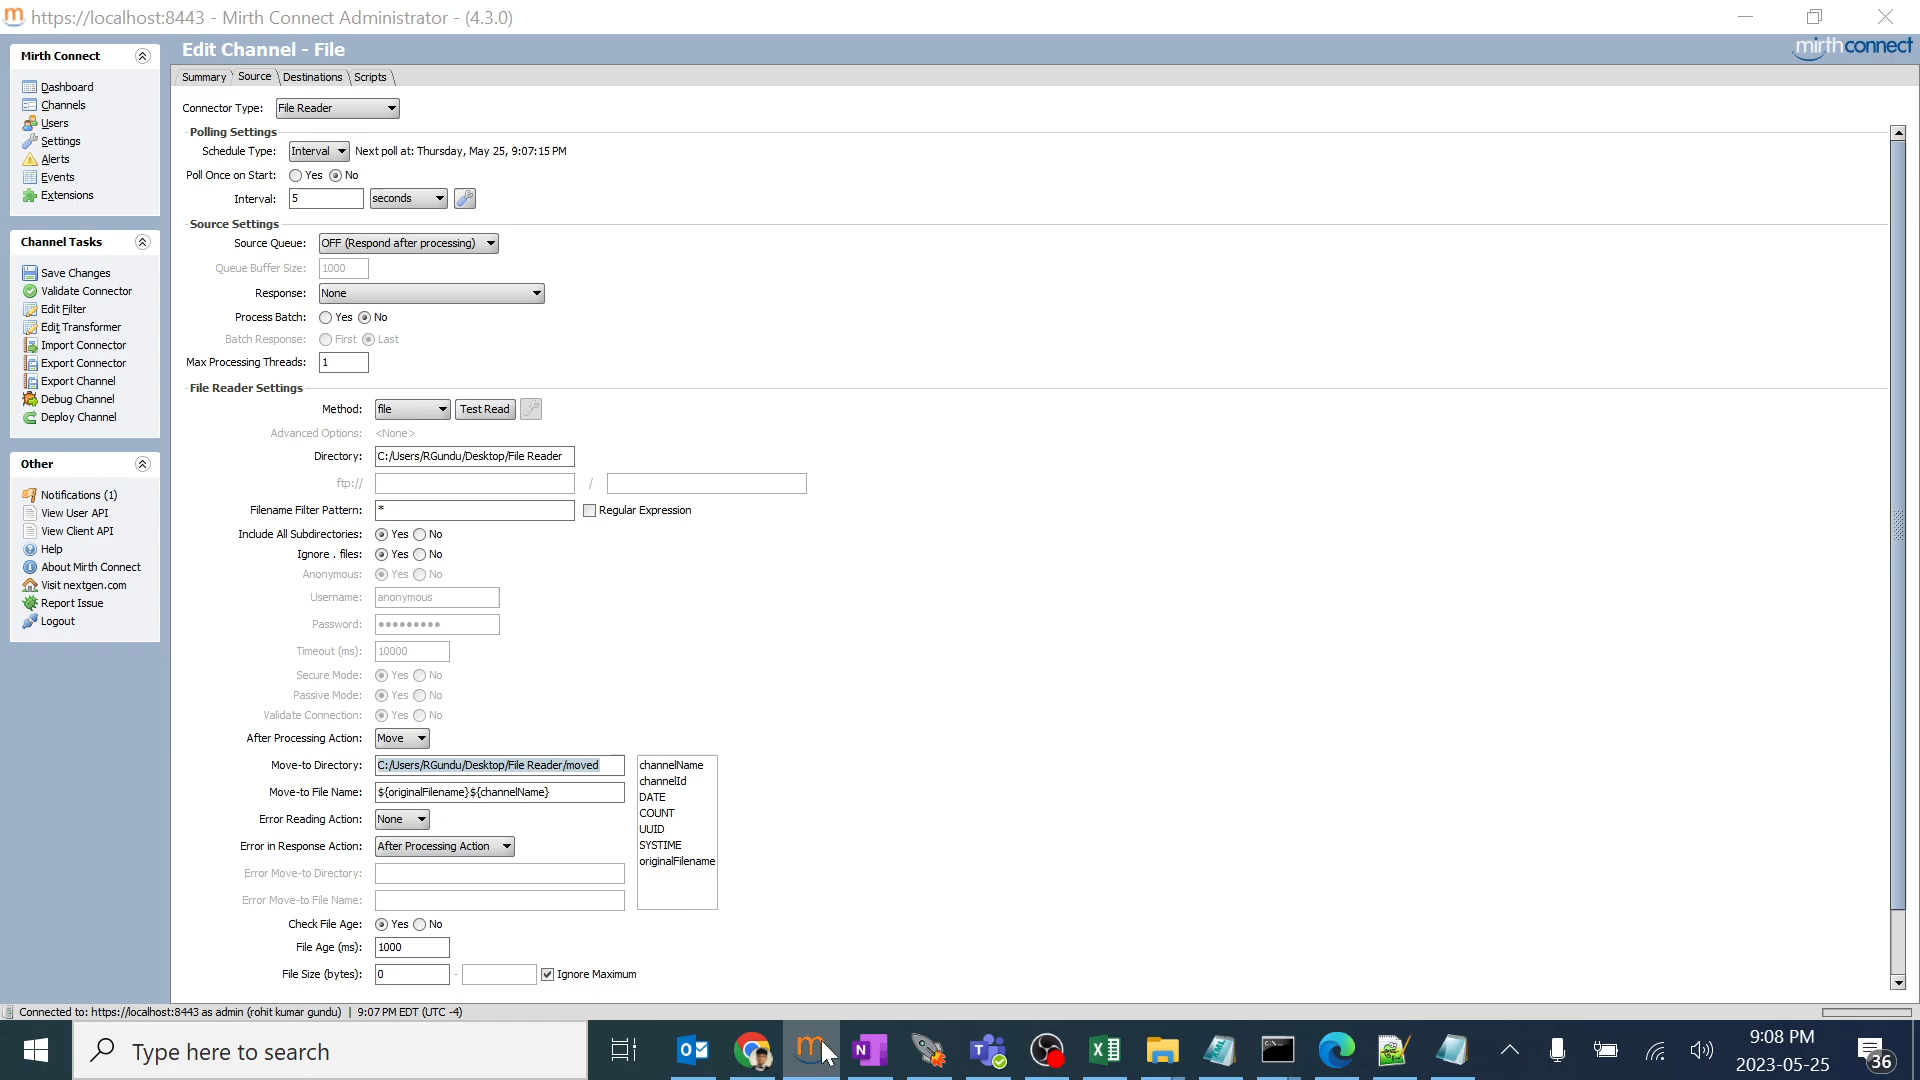 https://localhost:8443 - Mirth Connect Administrator - (4.3.0)
Mirth Connect
Dashboard
Channels
Users
Settings
Alerts
Events
Extensions
Channel Tasks
Save Changes
Validate Connector
Edit Filter
Edit Transformer
Import Connector
Export Connector
Export Channel
Debug Channel
Deploy Channel
Other
Notifications (1)
View User API
View Client API
Help
About Mirth Connect
Visit nextgen.com
Report Issue
Logout
Edit Channel - File
mirthconnect
Summary Source Destinations Scripts
Connector Type: File Reader
Polling Settings
Schedule Type: Interval Next poll at: Thursday, May 25, 9:07:15 PM
Poll Once on Start: Yes No
Interval: 5 seconds
Source Settings
Source Queue: OFF (Respond after processing)
Queue Buffer Size: 1000
Response: None
Process Batch: Yes No
Batch Response: First Last
Max Processing Threads: 1
File Reader Settings
Method: file Test Read
Advanced Options: <None>
Directory: C:/Users/RGundu/Desktop/File Reader
ftp:// /
Filename Filter Pattern: * Regular Expression
Include All Subdirectories: Yes No
Ignore . files: Yes No
Anonymous: Yes No
Username: anonymous
Password: •••••••••
Timeout (ms): 10000
Secure Mode: Yes No
Passive Mode: Yes No
Validate Connection: Yes No
After Processing Action: Move
Move-to Directory: C:/Users/RGundu/Desktop/File Reader/moved
Move-to File Name: ${originalFilename}${channelName}
Error Reading Action: None
Error in Response Action: After Processing Action
Error Move-to Directory:
Error Move-to File Name:
channelName
channelId
DATE
COUNT
UUID
SYSTIME
originalFilename
Check File Age: Yes No
File Age (ms): 1000
File Size (bytes): 0 - Ignore Maximum
Connected to: https://localhost:8443 as admin (rohit kumar gundu) | 9:07 PM EDT (UTC -4)
Type here to search
9:08 PM
2023-05-25
36